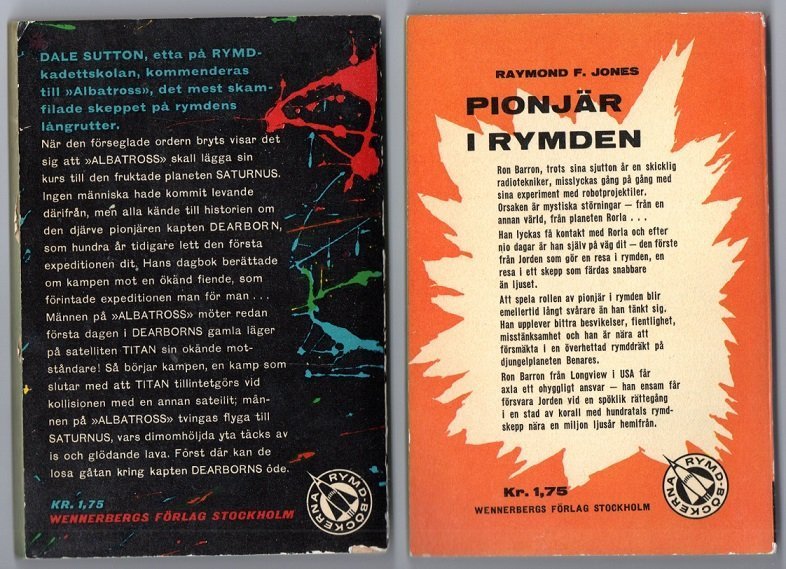 DALE SUTTON, etta på RYMD-
kadettskolan, kommenderas
till »Albatross», det mest skam-
filade skeppet på rymdens
långrutter.
När den förseglade ordern bryts visar det
sig att »ALBATROSS» skall lägga sin
kurs till den fruktade planeten SATURNUS.
Ingen människa hade kommit levande
därifrån, men alla kände till historien om
den djärve pionjären kapten DEARBORN,
som hundra år tidigare lett den första
expeditionen dit. Hans dagbok berättade
om kampen mot en okänd fiende, som
förintade expeditionen man för man...
Männen på »ALBATROSS» möter redan
första dagen i DEARBORNS gamla läger
på satelliten TITAN sin okände mot-
ståndare! Så börjar kampen, en kamp som
slutar med att TITAN tillintetgörs vid
kollisionen med en annan satellit; män-
nen på »ALBATROSS» tvingas flyga till
SATURNUS, vars dimomhöljda yta täcks av
is och glödande lava. Först där kan de
lösa gåtan kring kapten DEARBORNS öde.
KR. 1,75
WENNERBERGS FÖRLAG STOCKHOLM
RYMD-BÖCKERNA
RAYMOND F. JONES
PIONJÄR
I RYMDEN
Ron Barron, trots sina sjutton år en skicklig
radiotekniker, misslyckas gång på gång med
sina experiment med robotprojektiler.
Orsaken är mystiska störningar — från en
annan värld, från planeten Rorla . . .
Han lyckas få kontakt med Rorla och efter
nio dagar är han själv på väg dit — den förste
från Jorden som gör en resa i rymden, en
resa i ett skepp som färdas snabbare
än ljuset.
Att spela rollen av pionjär i rymden blir
emellertid långt svårare än han tänkt sig.
Han upplever bittra besvikelser, fientlighet,
misstänksamhet och han är nära att
försmäkta i en överhettad rymddräkt på
djungelplaneten Benares.
Ron Barron från Longview i USA får
axla ett ohyggligt ansvar — han ensam får
försvara Jorden vid en spöklik rättegång
i en stad av korall med hundratals rymd-
skepp nära en miljon ljusår hemifrån.
Kr. 1,75
WENNERBERGS FÖRLAG STOCKHOLM
RYMD-BÖCKERNA